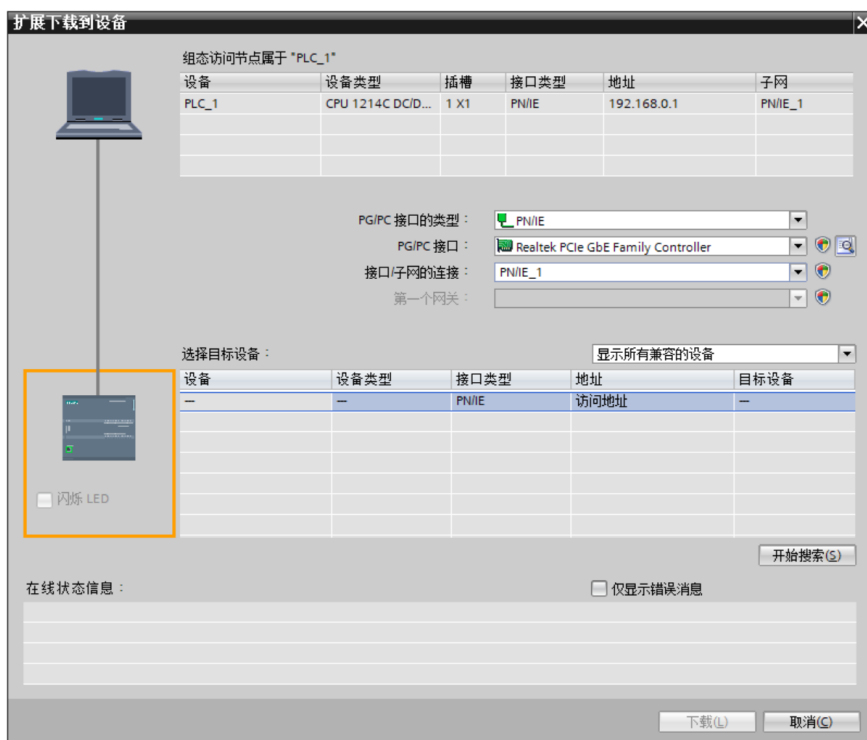 扩展下载到设备
组态访问节点属于 "PLC_1"
设备 设备类型 插槽 接口类型 地址 子网
PLC_1 CPU 1214C DC/D... 1 X1 PN/IE 192.168.0.1 PN/IE_1
PG/PC 接口的类型： PN/IE
PG/PC 接口： Realtek PCIe GbE Family Controller
接口/子网的连接： PN/IE_1
第一个网关：
选择目标设备： 显示所有兼容的设备
设备 设备类型 接口类型 地址 目标设备
— — PN/IE 访问地址 —
闪烁 LED
开始搜索(S)
在线状态信息： 仅显示错误消息
下载(L) 取消(C)